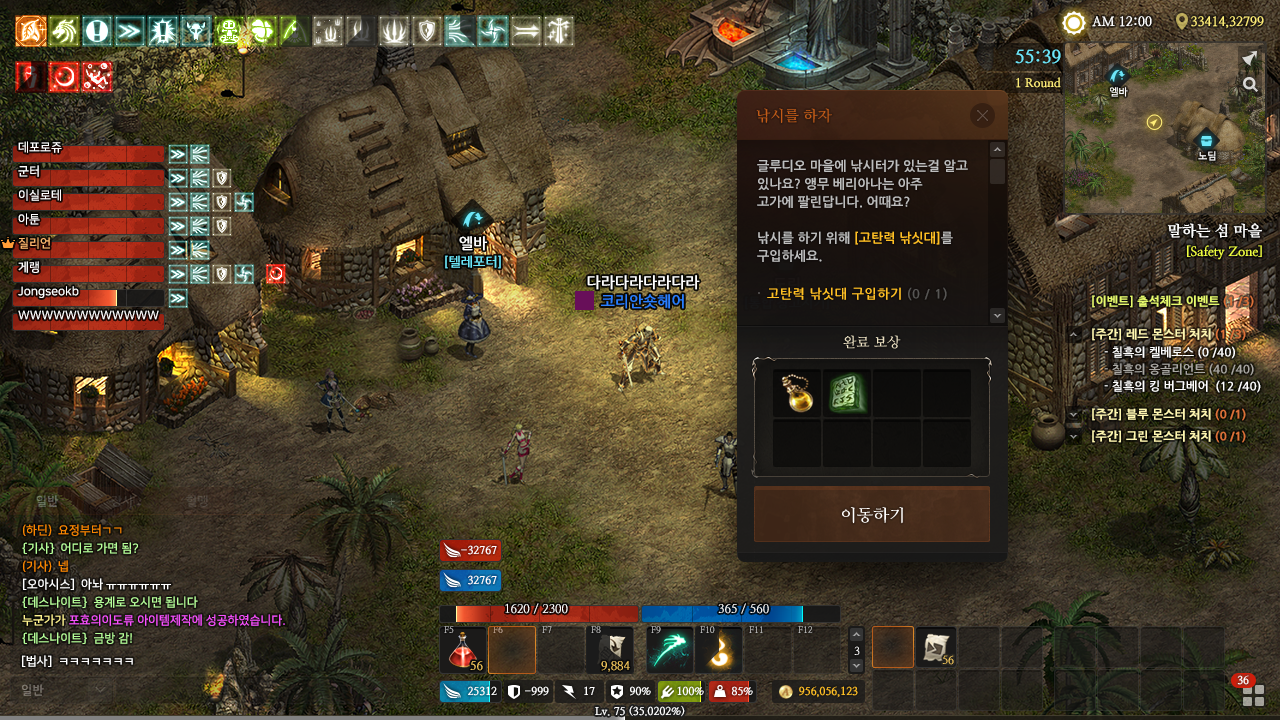 AM 12:00
33414,32799
55:39
1 Round
엘바
노딤
말하는 섬 마을
[Safety Zone]
데포로쥬
군터
이실로테
아툰
질리언
게랭
Jongseokb
WWWWWWWWWWWW
엘바
[텔레포터]
다라다라다라다라
코리안숏헤어
낚시를 하자
글루디오 마을에 낚시터가 있는걸 알고
있나요? 앵무 베리아나는 아주
고가에 팔린답니다. 어때요?
낚시를 하기 위해 [고탄력 낚싯대]를
구입하세요.
· 고탄력 낚싯대 구입하기 (0 / 1)
완료 보상
이동하기
[이벤트] 출석체크 이벤트
[주간] 레드 몬스터 처치
- 칠흑의 켈베로스 (0 /40)
- 칠흑의 옹골리언트 (40 /40)
- 칠흑의 킹 버그베어 (12 /40)
[주간] 블루 몬스터 처치 (0 /1)
[주간] 그린 몬스터 처치 (0 /1)
일반
혈맹
(하딘) 요정부터ㄱㄱ
{기사} 어디로 가면 됨?
(기사) 넵
[오아시스] 아놔 ㅠㅠㅠㅠㅠㅠ
{데스나이트} 용계로 오시면 됩니다
누군가가 포효의이도류 아이템제작에 성공하였습니다.
{데스나이트} 금방 감!
[법사] ㅋㅋㅋㅋㅋㅋㅋ
일반
-32767
32767
1620 / 2300
365 / 560
F5
F6
F7
F8
F9
F10
F11
F12
56
9,884
3
56
25312
-999
17
90%
100%
85%
956,056,123
36
Lv. 75 (35.0202%)